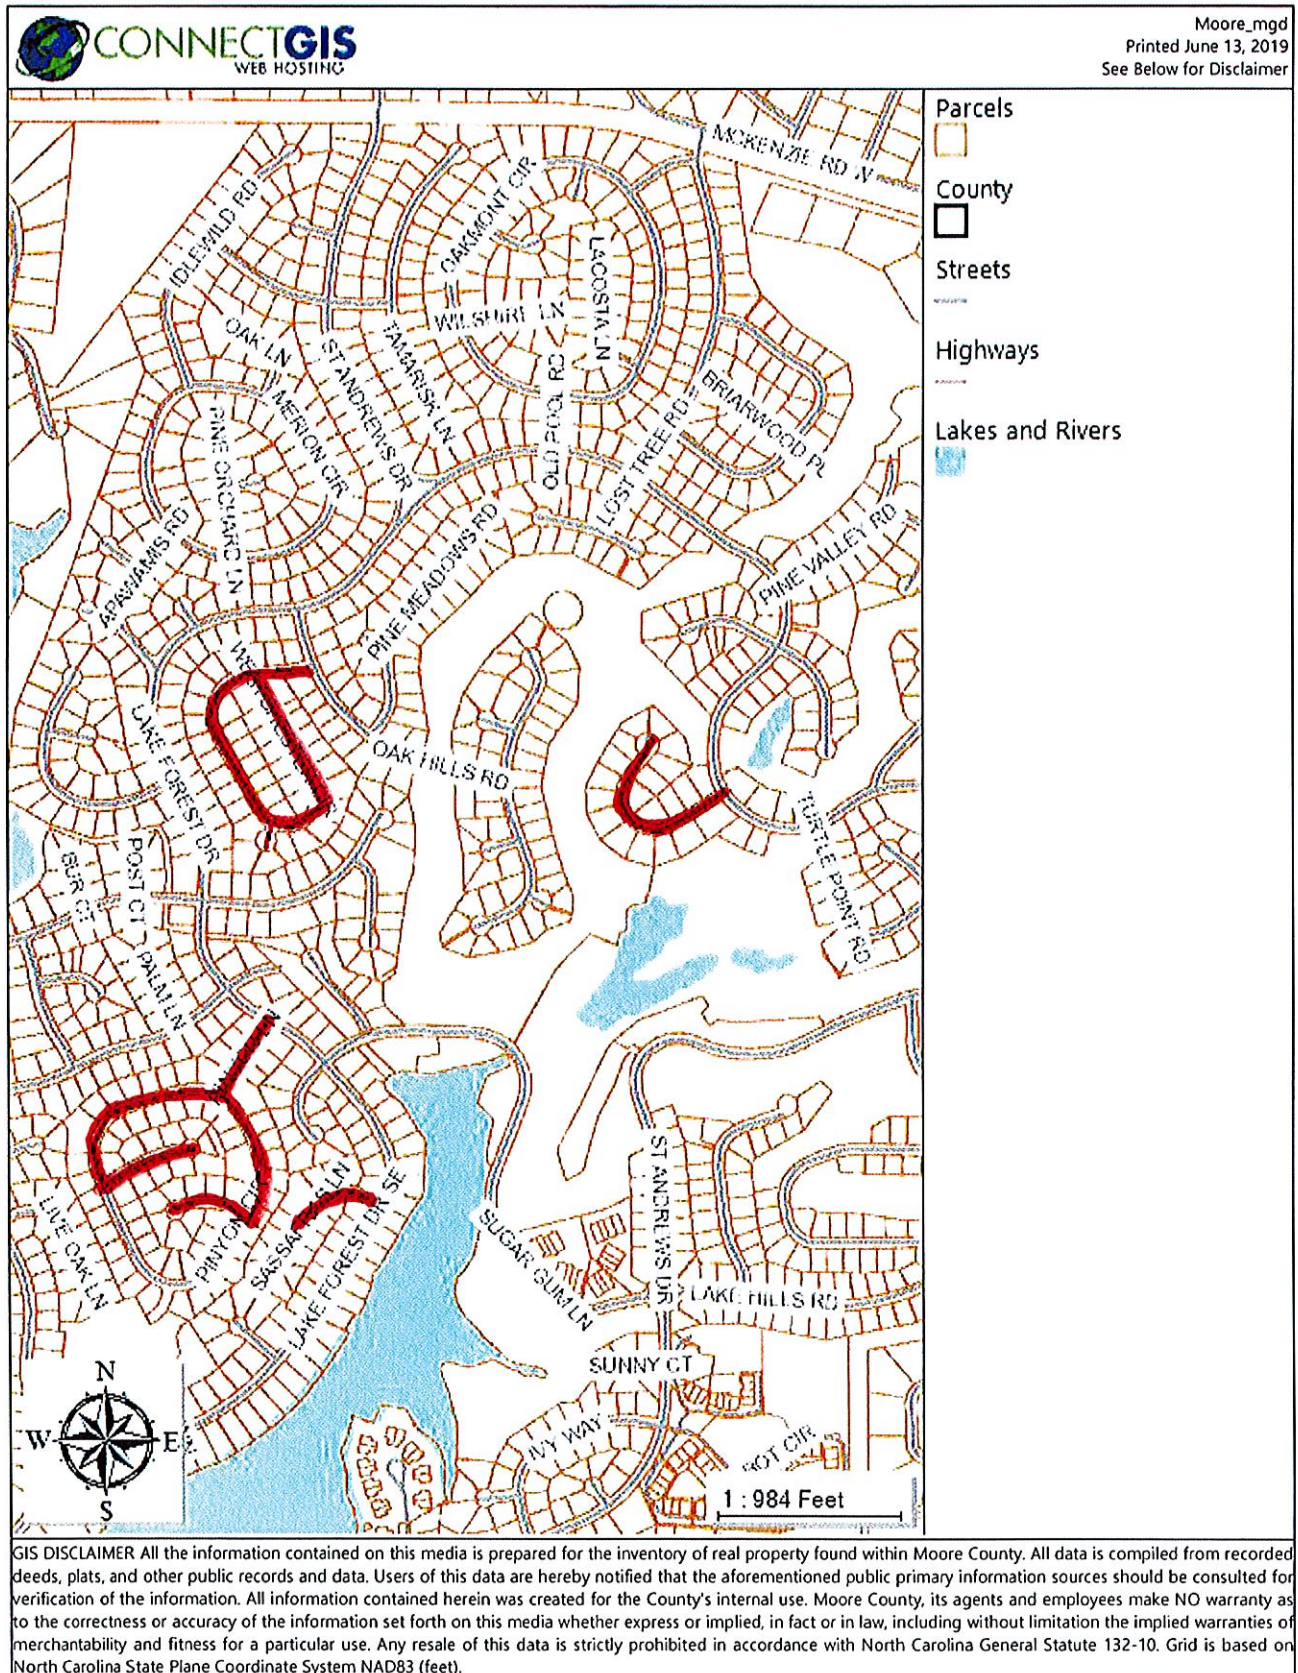 CONNECTGIS
WEB HOSTING
Moore_mgd
Printed June 13, 2019
See Below for Disclaimer
Parcels
County
Streets
Highways
Lakes and Rivers
MCKENZIE RD W
IDLEWILD RD
OAKMONT CIR
LACOSTA LN
WILSHIRE LN
OAK LN
ST ANDREWS DR
TAMARISK LN
OLD POOL RD
BRIARWOOD PL
MERION CIR
PINE ORCHARD LN
LOST TREE RD
APAWAMIS RD
PINE MEADOWS RD
PINE VALLEY RD
LAKE FOREST DR
OAK HILLS RD
TURTLE POINT RD
BUR CT
POST CT
PALM LN
ST ANDREWS DR
LIVE OAK LN
PINYON CIR
SASSAFRAS LN
LAKE FOREST DR SE
SUGAR GUM LN
LAKE HILLS RD
SUNNY CT
IVY WAY
N
W
E
S
1 : 984 Feet
GIS DISCLAIMER All the information contained on this media is prepared for the inventory of real property found within Moore County. All data is compiled from recorded
deeds, plats, and other public records and data. Users of this data are hereby notified that the aforementioned public primary information sources should be consulted for
verification of the information. All information contained herein was created for the County's internal use. Moore County, its agents and employees make NO warranty as
to the correctness or accuracy of the information set forth on this media whether express or implied, in fact or in law, including without limitation the implied warranties of
merchantability and fitness for a particular use. Any resale of this data is strictly prohibited in accordance with North Carolina General Statute 132-10. Grid is based on
North Carolina State Plane Coordinate System NAD83 (feet).